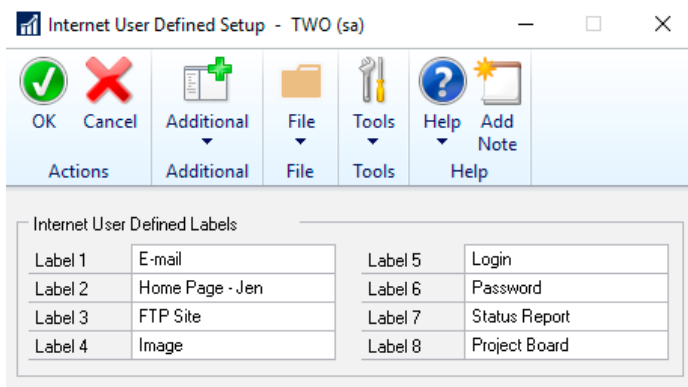 Internet User Defined Setup - TWO (sa)
OK Cancel Additional File Tools Help Add Note
Actions Additional File Tools Help
Internet User Defined Labels
Label 1 E-mail Label 5 Login
Label 2 Home Page - Jen Label 6 Password
Label 3 FTP Site Label 7 Status Report
Label 4 Image Label 8 Project Board